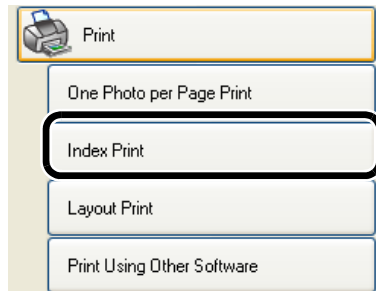 Print
One Photo per Page Print
Index Print
Layout Print
Print Using Other Software